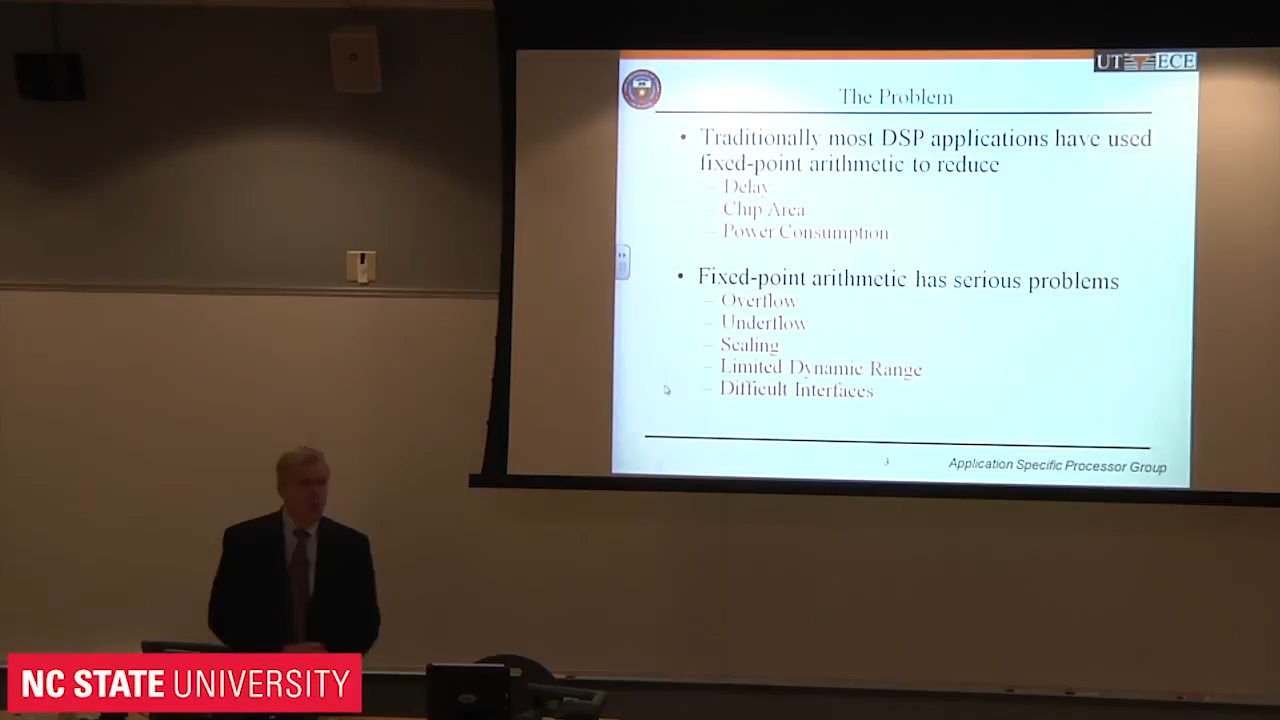 UT ECE
The Problem
• Traditionally most DSP applications have used
fixed-point arithmetic to reduce
– Delay
– Chip Area
– Power Consumption
• Fixed-point arithmetic has serious problems
– Overflow
– Underflow
– Scaling
– Limited Dynamic Range
– Difficult Interfaces
3
Application Specific Processor Group
NC STATE UNIVERSITY